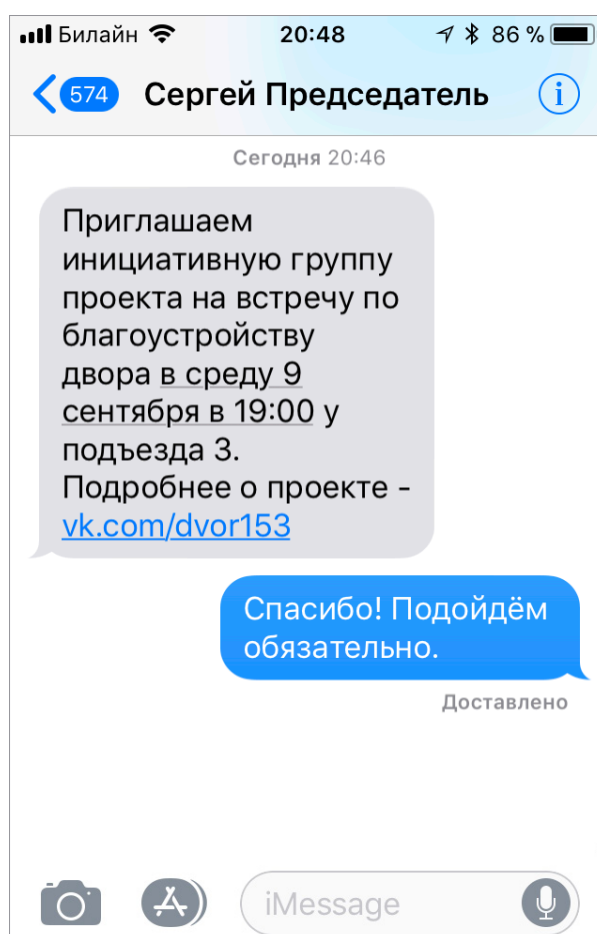 Билайн 20:48 86 %
574 Сергей Председатель i
Сегодня 20:46
Приглашаем
инициативную группу
проекта на встречу по
благоустройству
двора в среду 9
сентября в 19:00 у
подъезда 3.
Подробнее о проекте -
vk.com/dvor153
Спасибо! Подойдём
обязательно.
Доставлено
iMessage